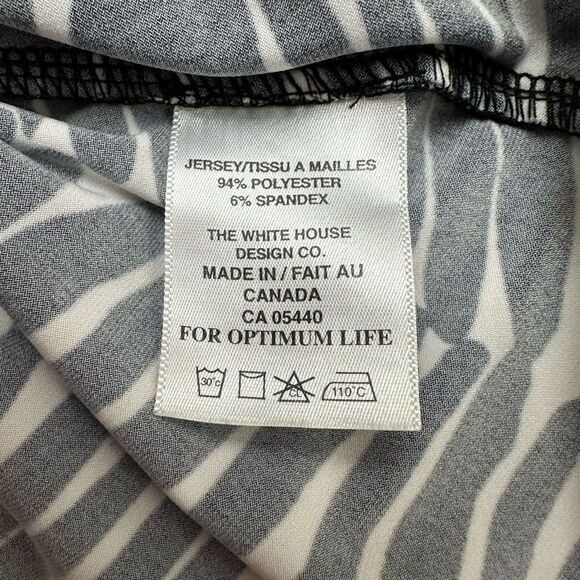 JERSEY/TISSU A MAILLES
94% POLYESTER
6% SPANDEX
THE WHITE HOUSE
DESIGN CO.
MADE IN / FAIT AU
CANADA
CA 05440
FOR OPTIMUM LIFE
30°C CL 110°C